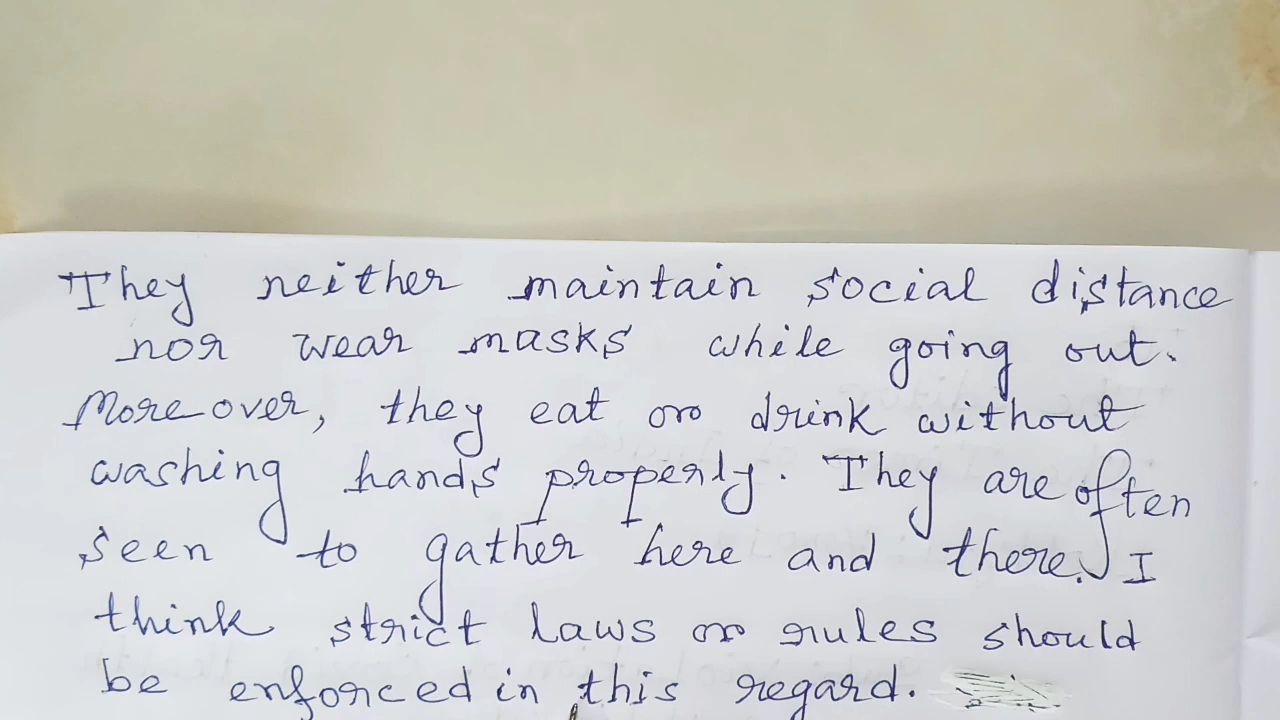 They neither maintain social distance
nor wear masks while going out.
Moreover, they eat or drink without
washing hands properly. They are often
seen to gather here and there. I
think strict laws or rules should
be enforced in this regard.